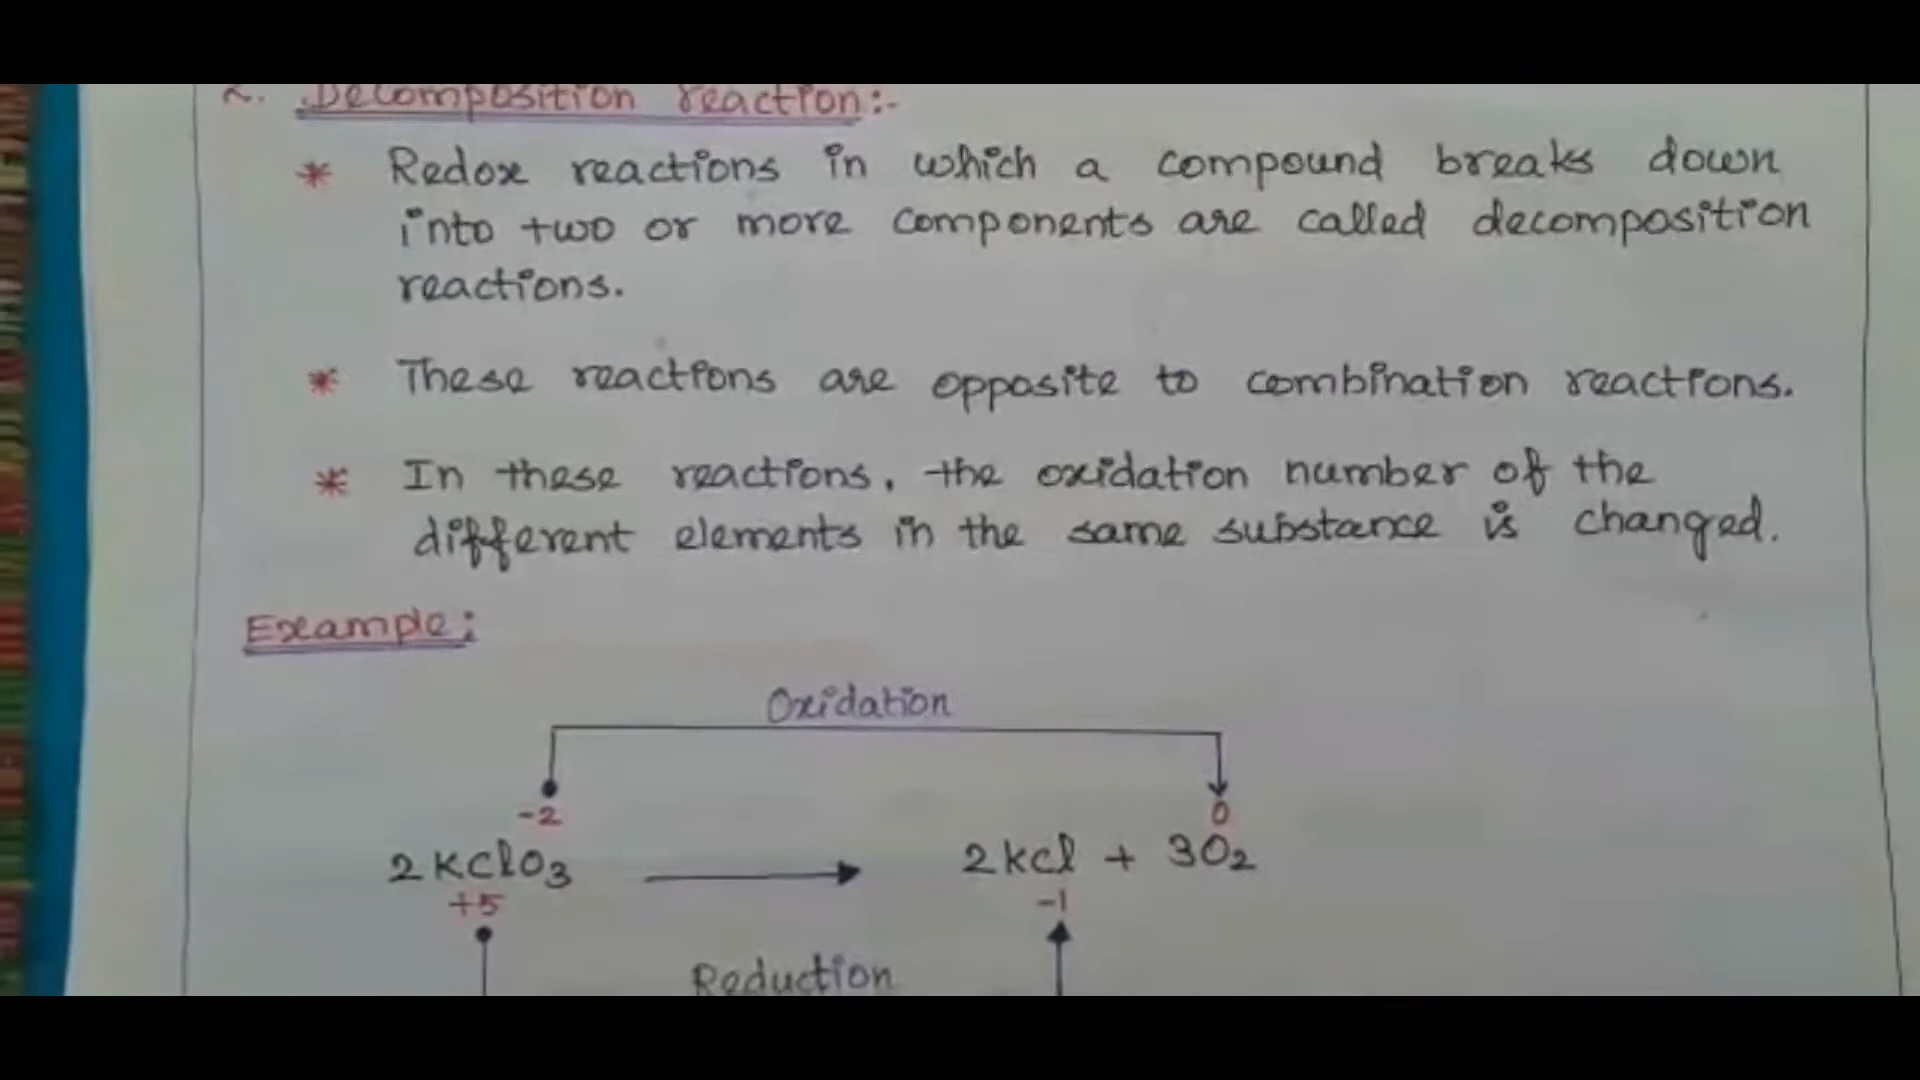 2. Decomposition reaction:-
* Redox reactions in which a compound breaks down
into two or more components are called decomposition
reactions.
* These reactions are opposite to combination reactions.
* In these reactions, the oxidation number of the
different elements in the same substance is changed.
Example:
Oxidation
-2 0
2KClO3 → 2kcl + 3O2
+5 -1
Reduction